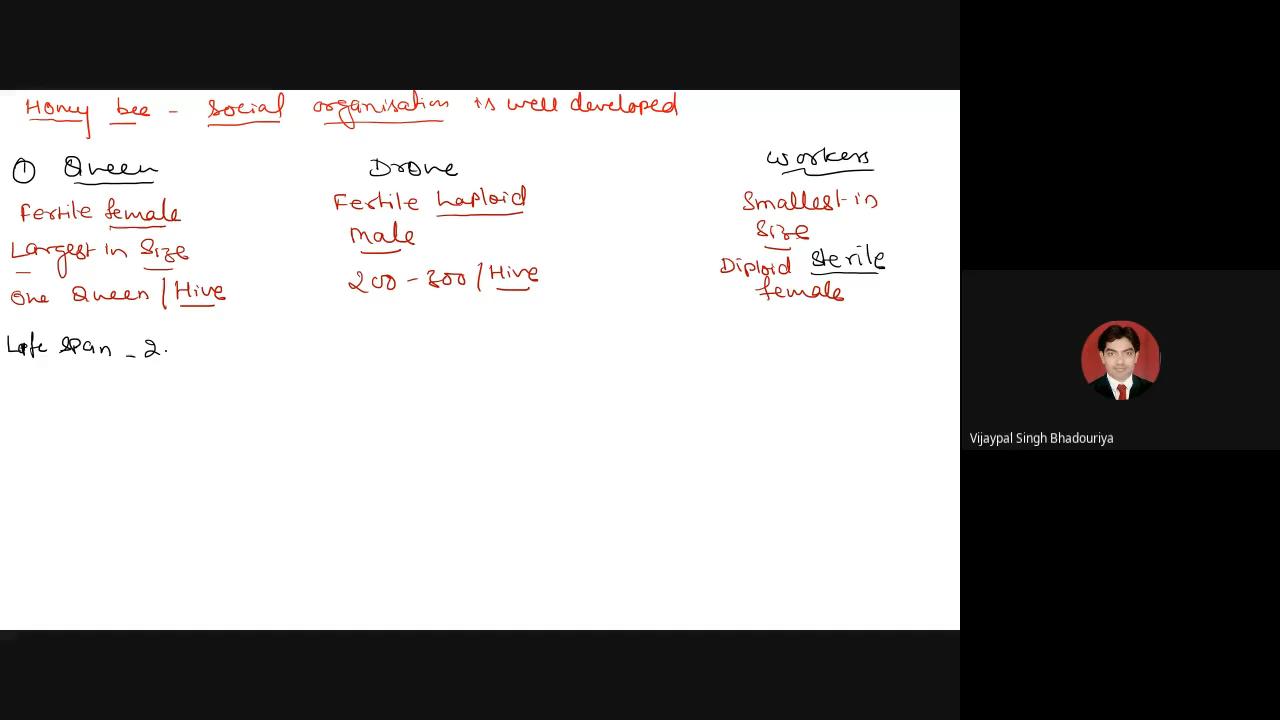 Honey bee - social organisation is well developed
① Queen
Fertile female
Largest in Size
One Queen / Hive
Life span - 2.
Drone
Fertile haploid
male
200 - 300 / Hive
Workers
Smallest in
Size
Diploid sterile
female
Vijaypal Singh Bhadouriya